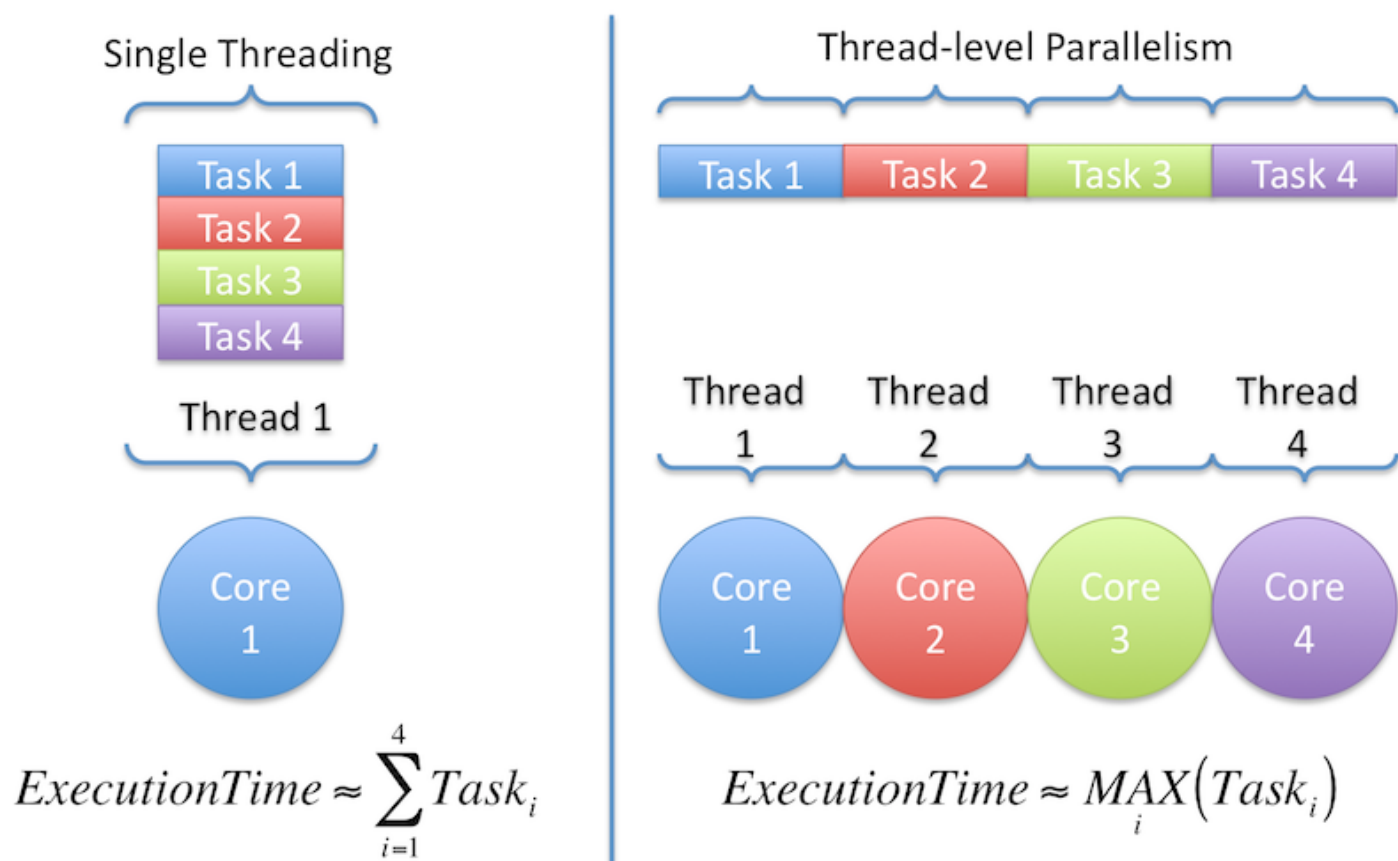 Single Threading
Task 1
Task 2
Task 3
Task 4
Thread 1
Core
1
ExecutionTime ≈ ∑_{i=1}^{4} Task_i
Thread-level Parallelism
Task 1 Task 2 Task 3 Task 4
Thread Thread Thread Thread
1 2 3 4
Core Core Core Core
1 2 3 4
ExecutionTime ≈ MAX_i(Task_i)